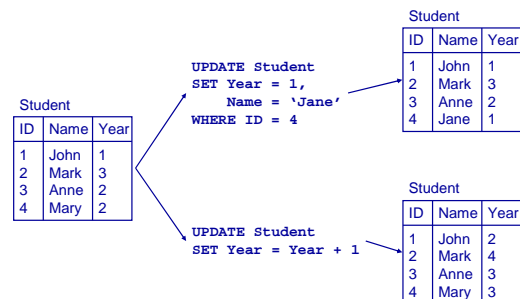 Student
ID Name Year
1 John 1
2 Mark 3
3 Anne 2
4 Mary 2
UPDATE Student
SET Year = 1,
Name = ‘Jane’
WHERE ID = 4
Student
ID Name Year
1 John 1
2 Mark 3
3 Anne 2
4 Jane 1
UPDATE Student
SET Year = Year + 1
Student
ID Name Year
1 John 2
2 Mark 4
3 Anne 3
4 Mary 3